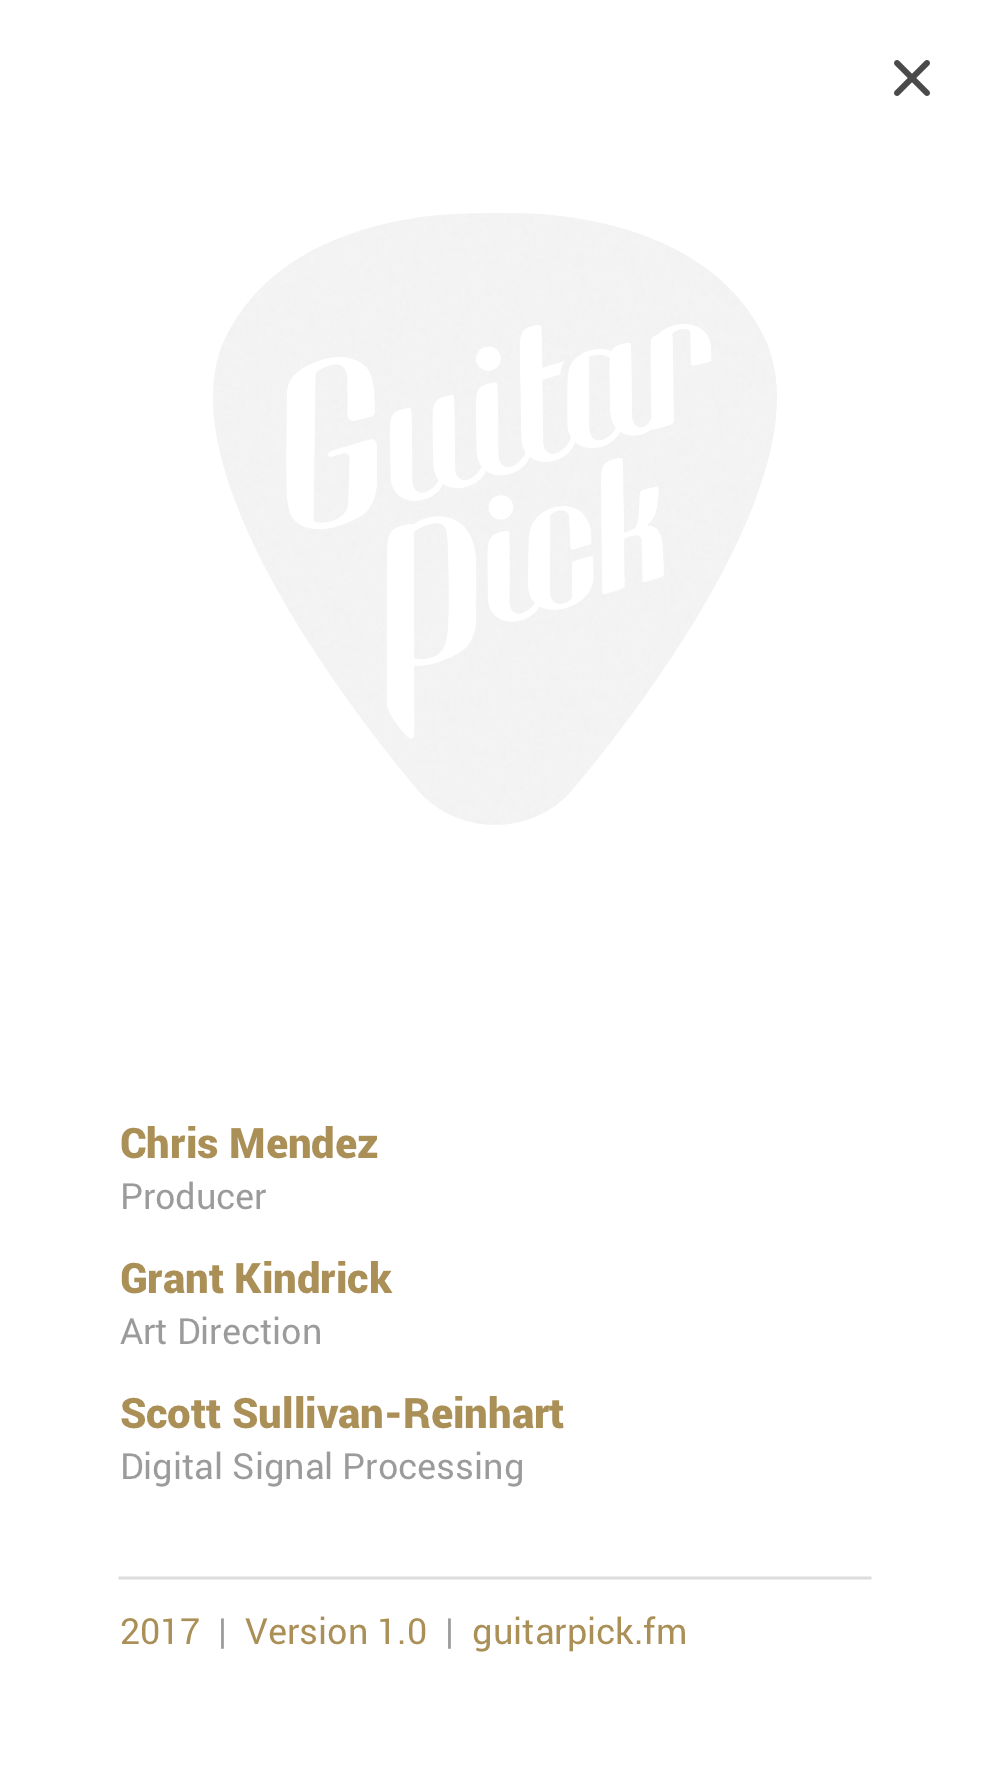 Guitar
Pick
Chris Mendez
Producer
Grant Kindrick
Art Direction
Scott Sullivan-Reinhart
Digital Signal Processing
2017 | Version 1.0 | guitarpick.fm